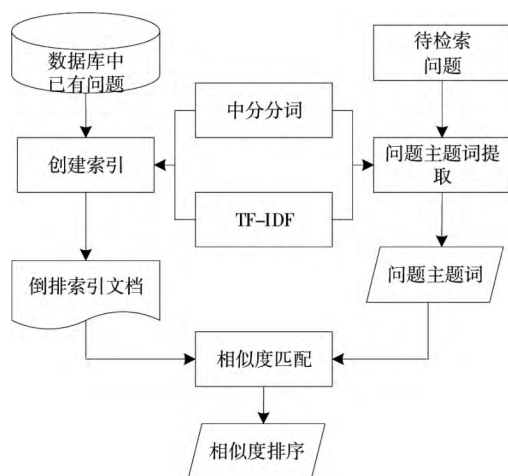 数据库中
已有问题
待检索
问题
中分分词
创建索引
问题主题词提
取
TF-IDF
倒排索引文档
问题主题词
相似度匹配
相似度排序